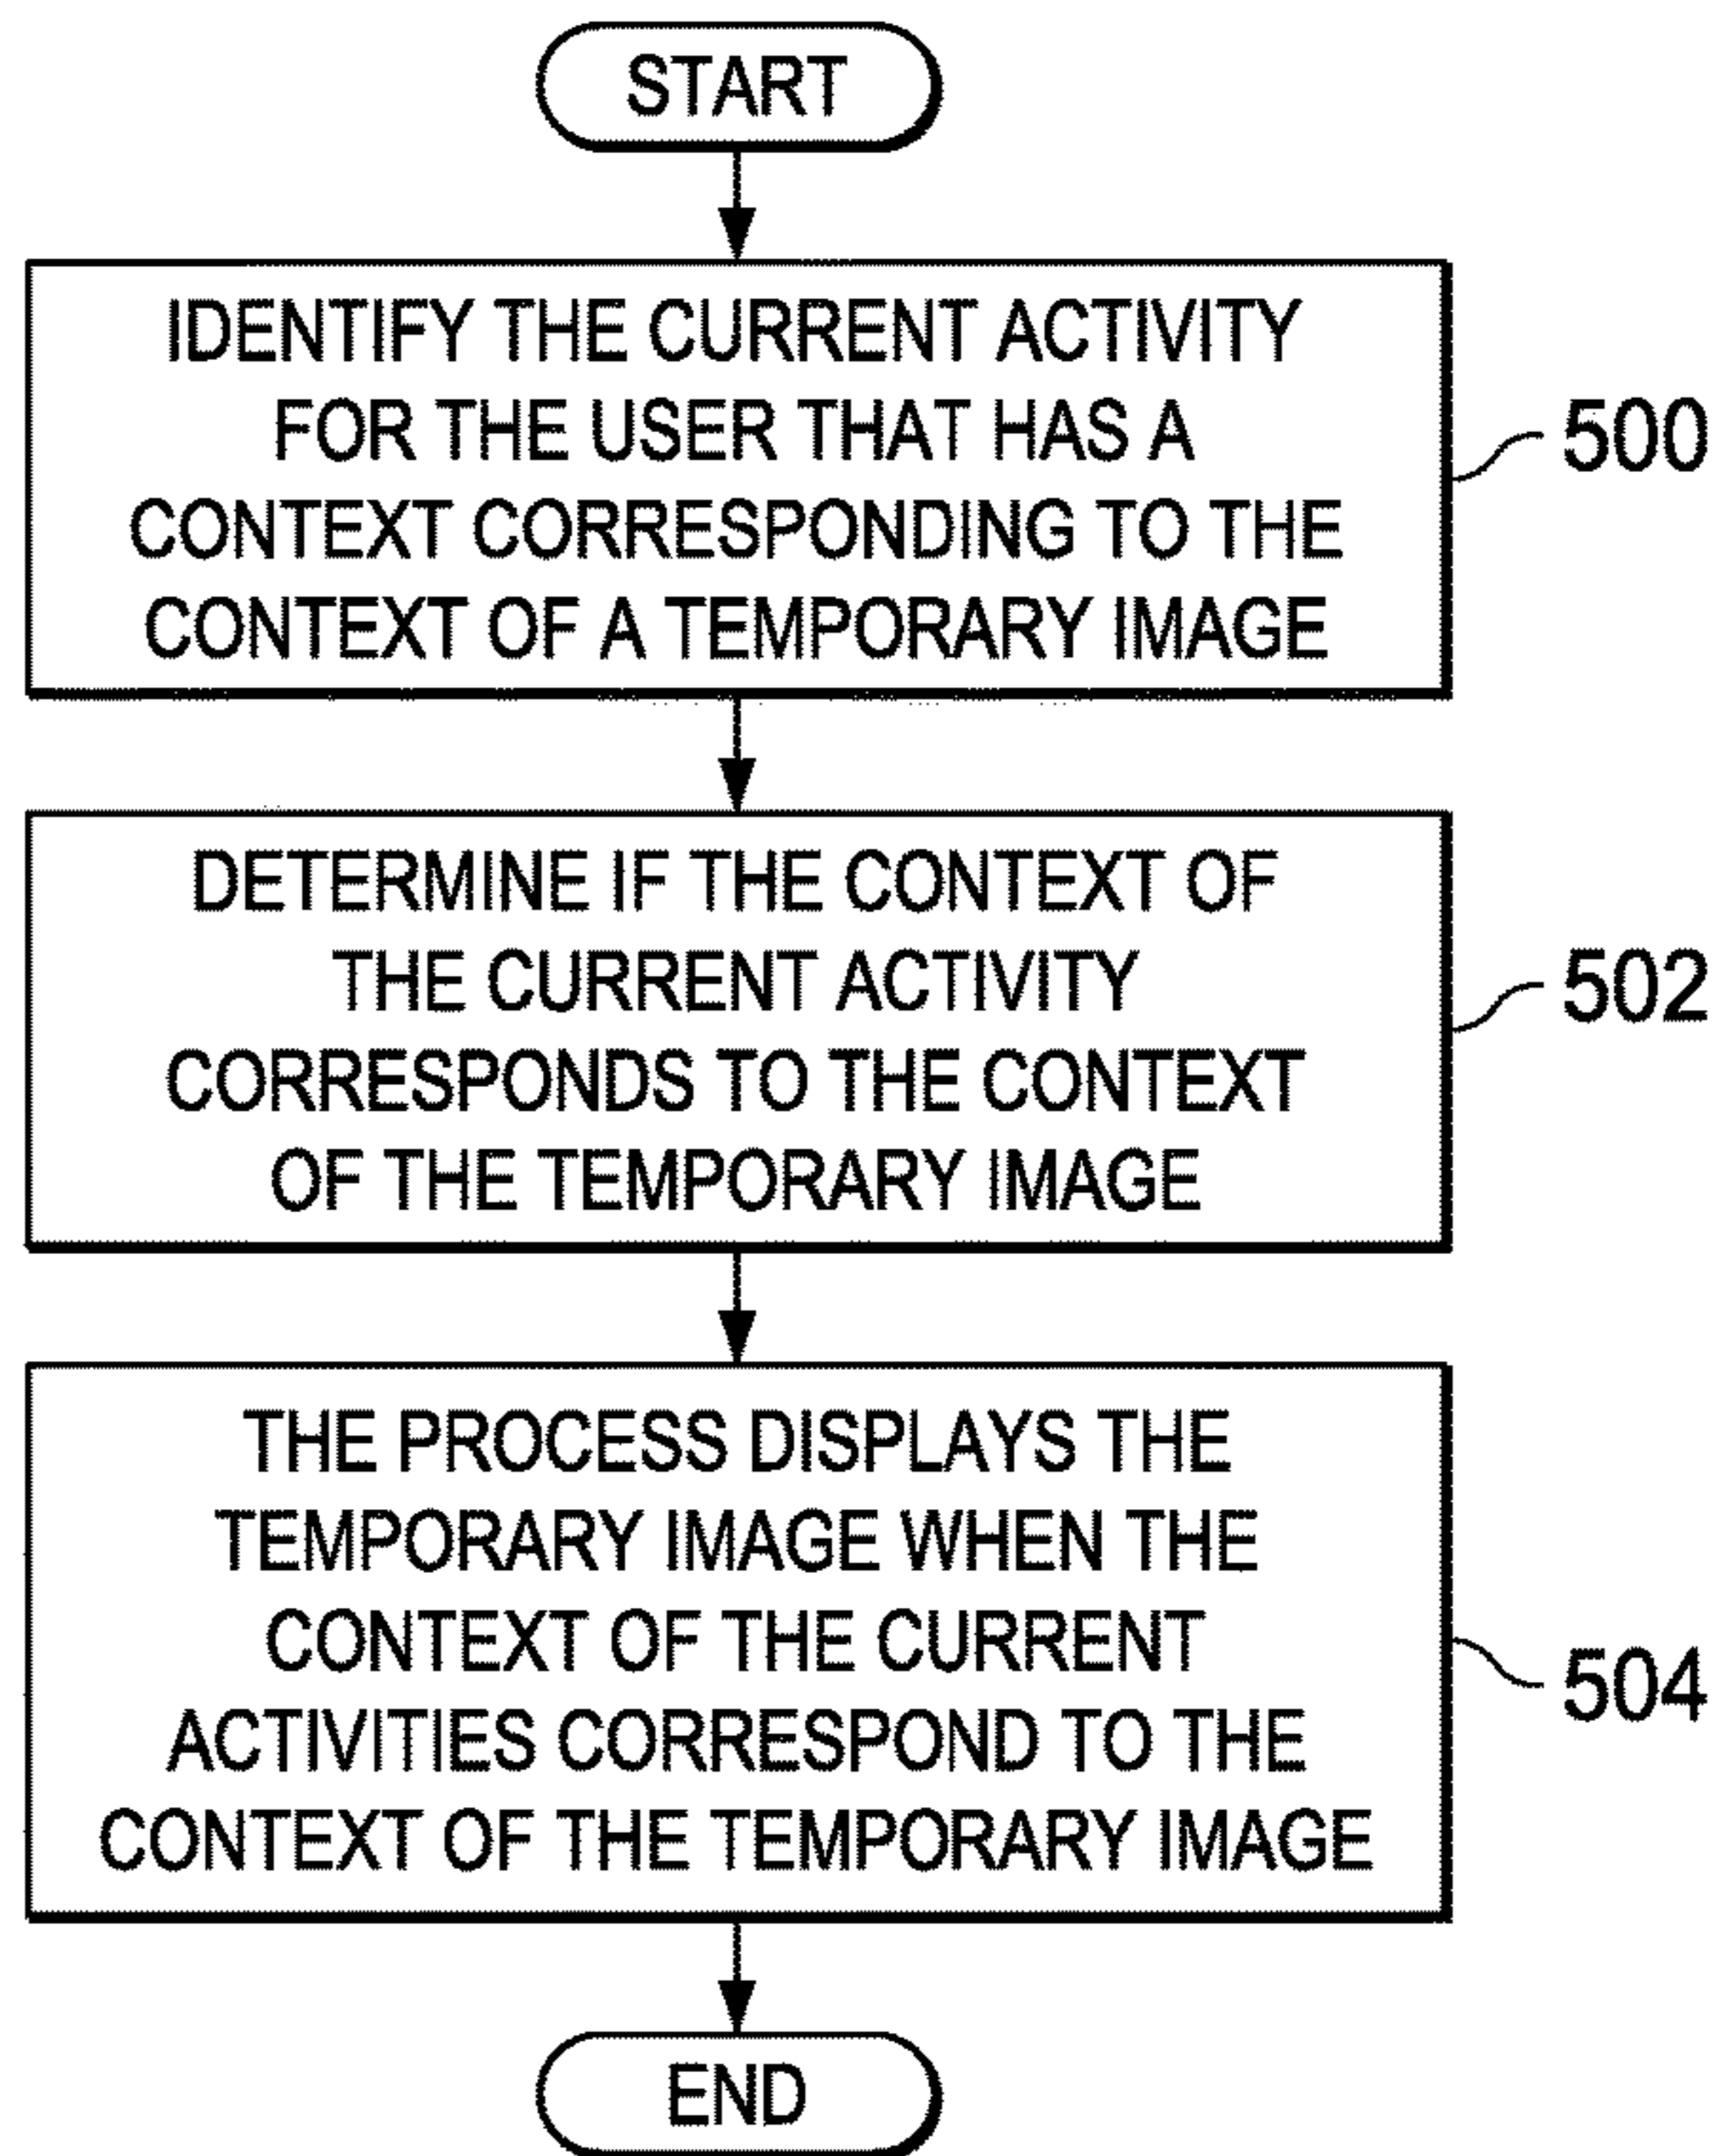 START
IDENTIFY THE CURRENT ACTIVITY
FOR THE USER THAT HAS A
CONTEXT CORRESPONDING TO THE
CONTEXT OF A TEMPORARY IMAGE
500
DETERMINE IF THE CONTEXT OF
THE CURRENT ACTIVITY
CORRESPONDS TO THE CONTEXT
OF THE TEMPORARY IMAGE
502
THE PROCESS DISPLAYS THE
TEMPORARY IMAGE WHEN THE
CONTEXT OF THE CURRENT
ACTIVITIES CORRESPOND TO THE
CONTEXT OF THE TEMPORARY IMAGE
504
END